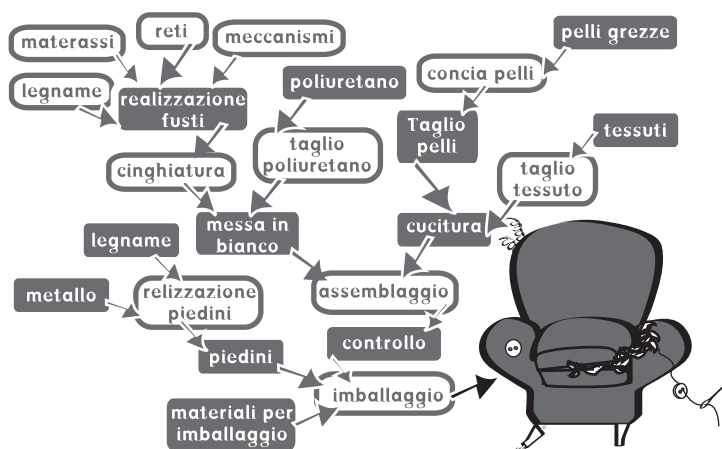 reti
materassi
meccanismi
pelli grezze
legname
realizzazione
fusti
poliuretano
concia pelli
Taglio
pelli
tessuti
cinghiatura
taglio
poliuretano
taglio
tessuto
messa in
bianco
cucitura
legname
metallo
relizzazione
piedini
assemblaggio
piedini
controllo
imballaggio
materiali per
imballaggio